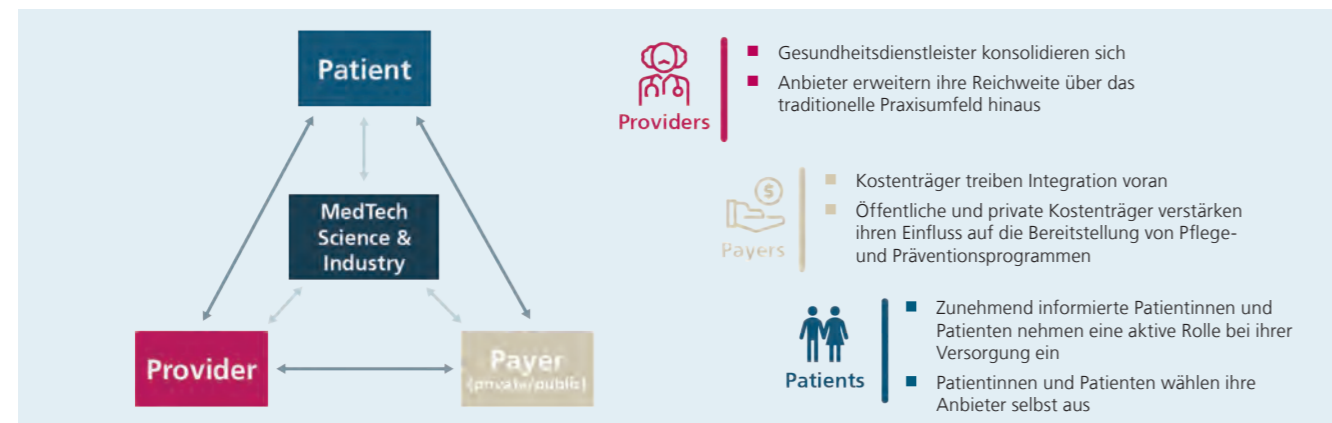 Patient
MedTech
Science &
Industry
Provider
Payer
(private/public)
Providers
Gesundheitsdienstleister konsolidieren sich
Anbieter erweitern ihre Reichweite über das
traditionelle Praxisumfeld hinaus
$
Payers
Kostenträger treiben Integration voran
Öffentliche und private Kostenträger verstärken
ihren Einfluss auf die Bereitstellung von Pflege-
und Präventionsprogrammen
Patients
Zunehmend informierte Patientinnen und
Patienten nehmen eine aktive Rolle bei ihrer
Versorgung ein
Patientinnen und Patienten wählen ihre
Anbieter selbst aus